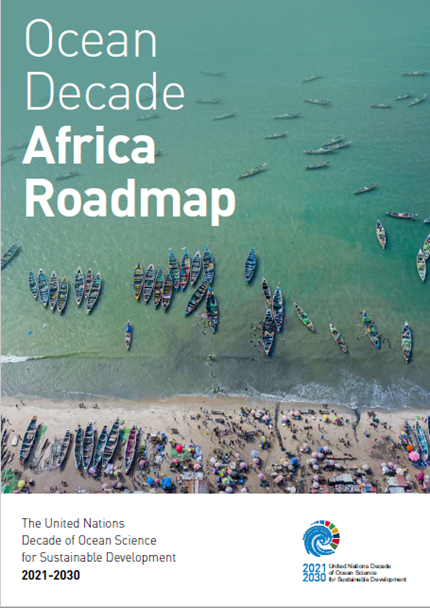 Ocean
Decade
Africa
Roadmap
The United Nations
Decade of Ocean Science
for Sustainable Development
2021-2030
2021
2030
United Nations Decade
of Ocean Science
for Sustainable Development